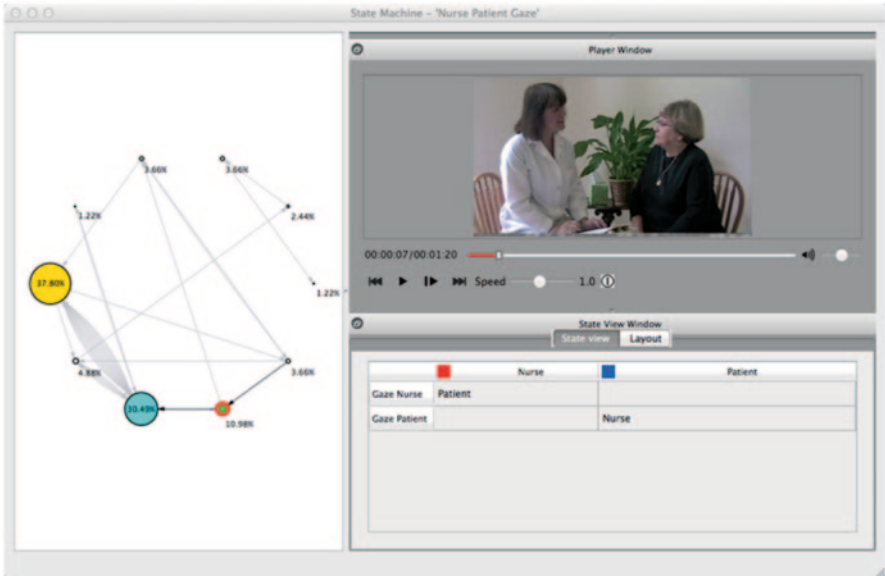 State Machine – 'Nurse Patient Gaze'
Player Window
3.66%
3.66%
1.22%
2.44%
37.80%
1.22%
4.88%
3.66%
30.49%
10.98%
00:00:07/00:01:20
Speed
1.0
State View Window
State view
Layout
Nurse
Patient
Gaze Nurse
Patient
Gaze Patient
Nurse